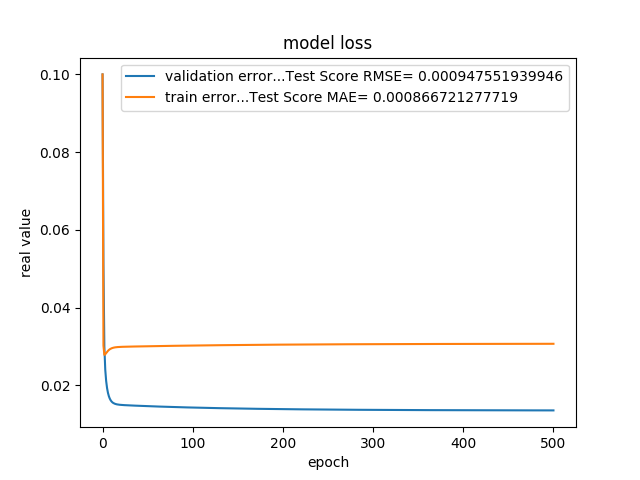 model loss
validation error...Test Score RMSE= 0.000947551939946
train error...Test Score MAE= 0.000866721277719
real value
0.10
0.08
0.06
0.04
0.02
0 100 200 300 400 500
epoch